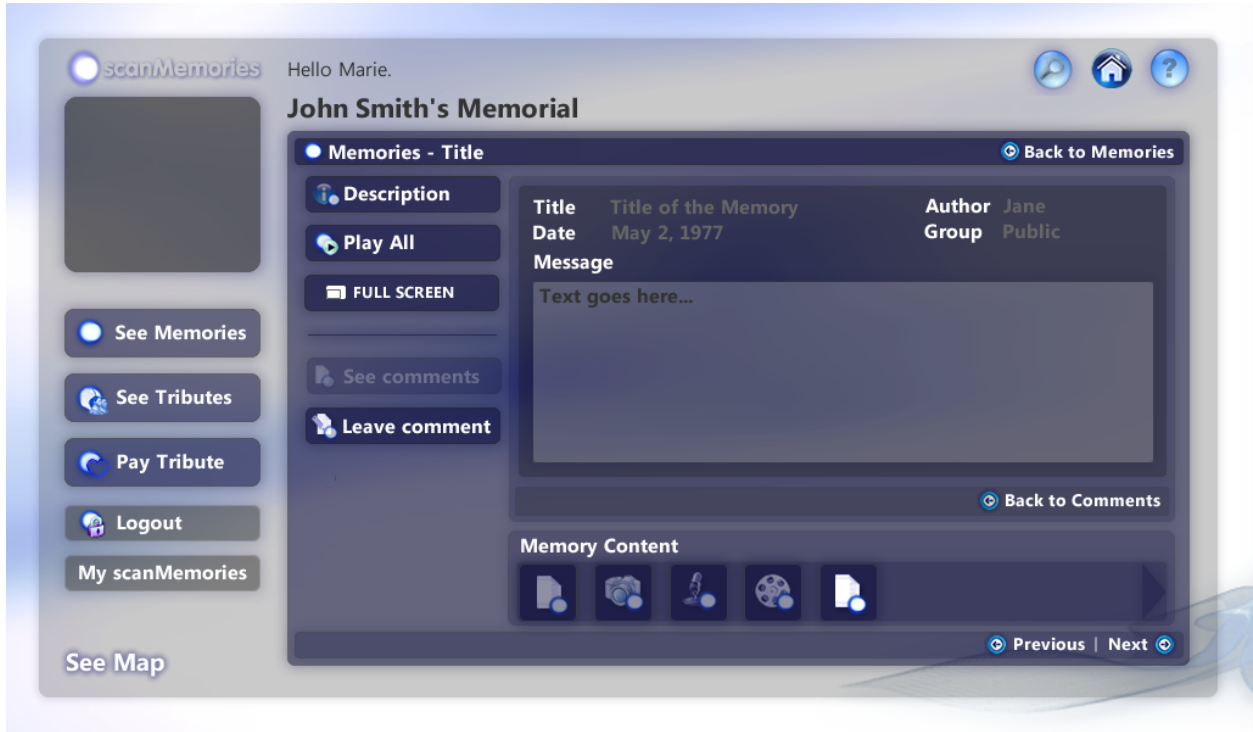 scanMemories
Hello Marie.
John Smith's Memorial
Memories - Title
Back to Memories
Description
Play All
FULL SCREEN
See comments
Leave comment
Title Title of the Memory
Author Jane
Date May 2, 1977
Group Public
Message
Text goes here...
Back to Comments
Memory Content
Previous | Next
See Memories
See Tributes
Pay Tribute
Logout
My scanMemories
See Map
?